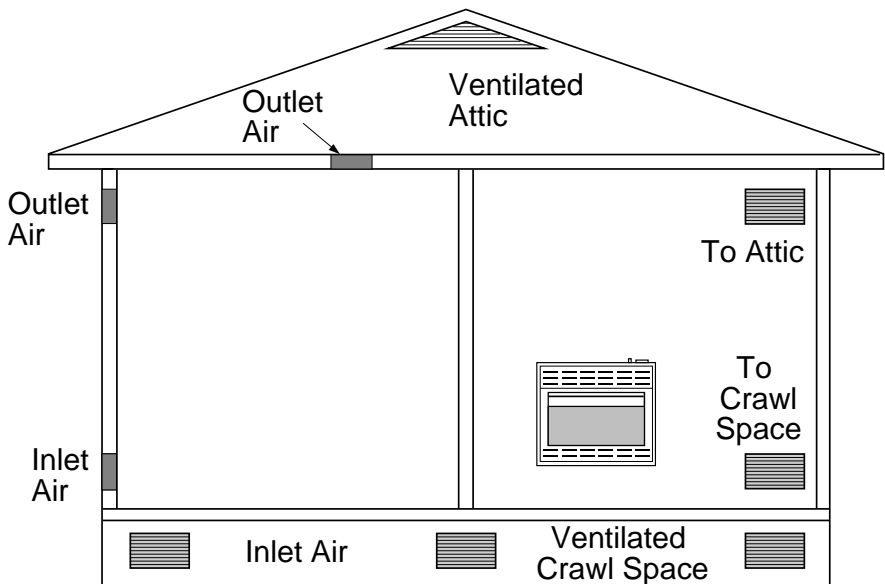 Ventilated
Attic
Outlet
Air
Outlet
Air
To Attic
To
Crawl
Space
Inlet
Air
Inlet Air
Ventilated
Crawl Space